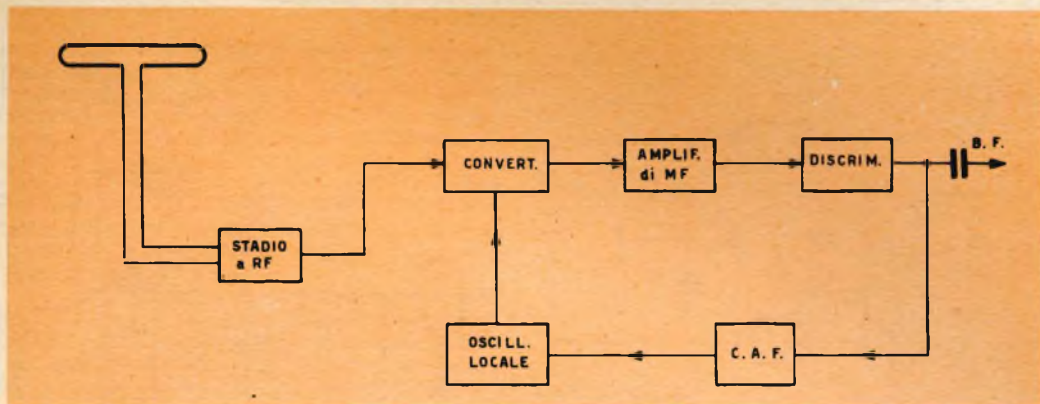 CONVERT.
AMPLIF.
di MF
DISCRIM.
B. F.
STADIO
a RF
OSCILL.
LOCALE
C. A. F.